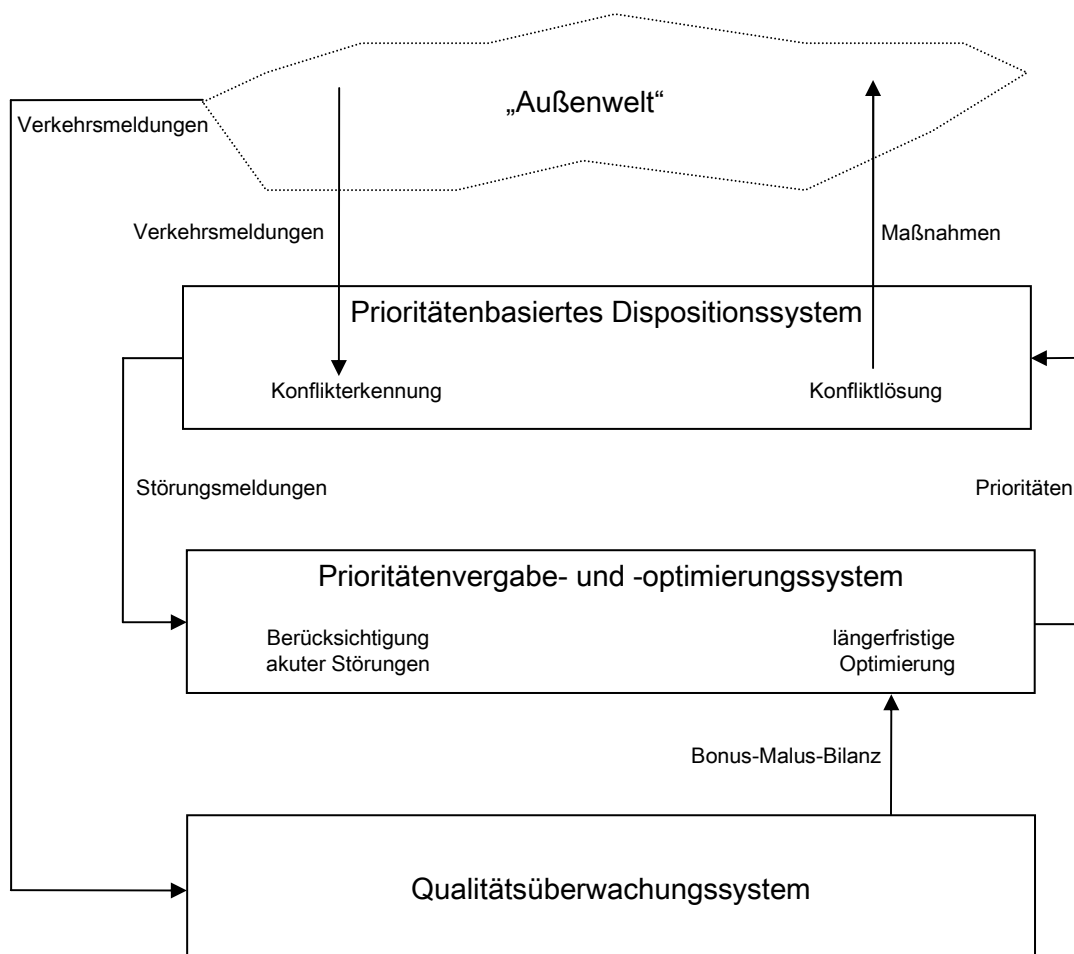 „Außenwelt“
Verkehrsmeldungen
Verkehrsmeldungen
Maßnahmen
Prioritätenbasiertes Dispositionssystem
Konflikterkennung
Konfliktlösung
Störungsmeldungen
Prioritäten
Prioritätenvergabe- und -optimierungssystem
Berücksichtigung
akuter Störungen
längerfristige
Optimierung
Bonus-Malus-Bilanz
Qualitätsüberwachungssystem